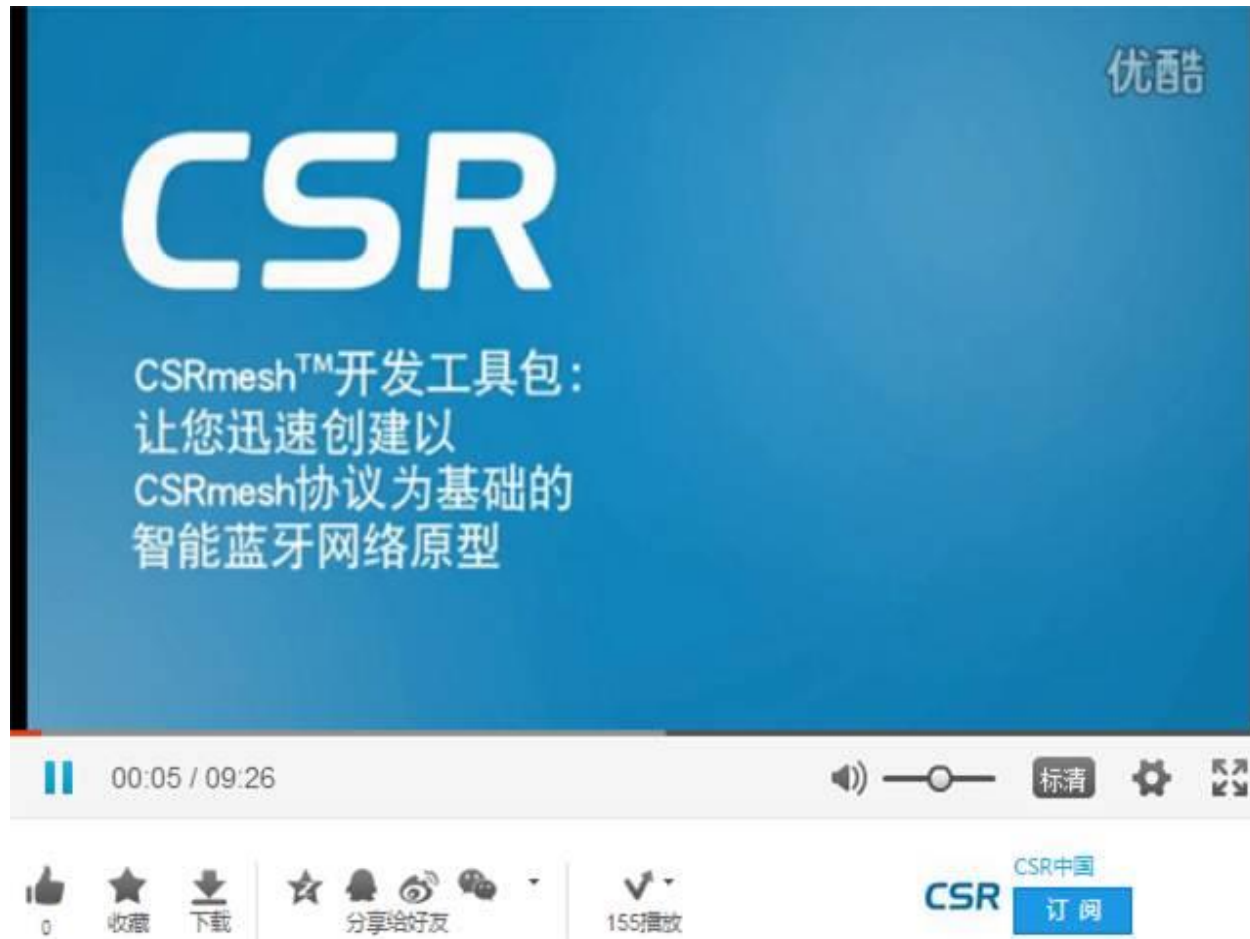 优酷
CSR
CSRmesh™开发工具包：
让您迅速创建以
CSRmesh协议为基础的
智能蓝牙网络原型
00:05 / 09:26
标清
0
收藏
下载
分享给好友
155播放
CSR
CSR中国
订阅